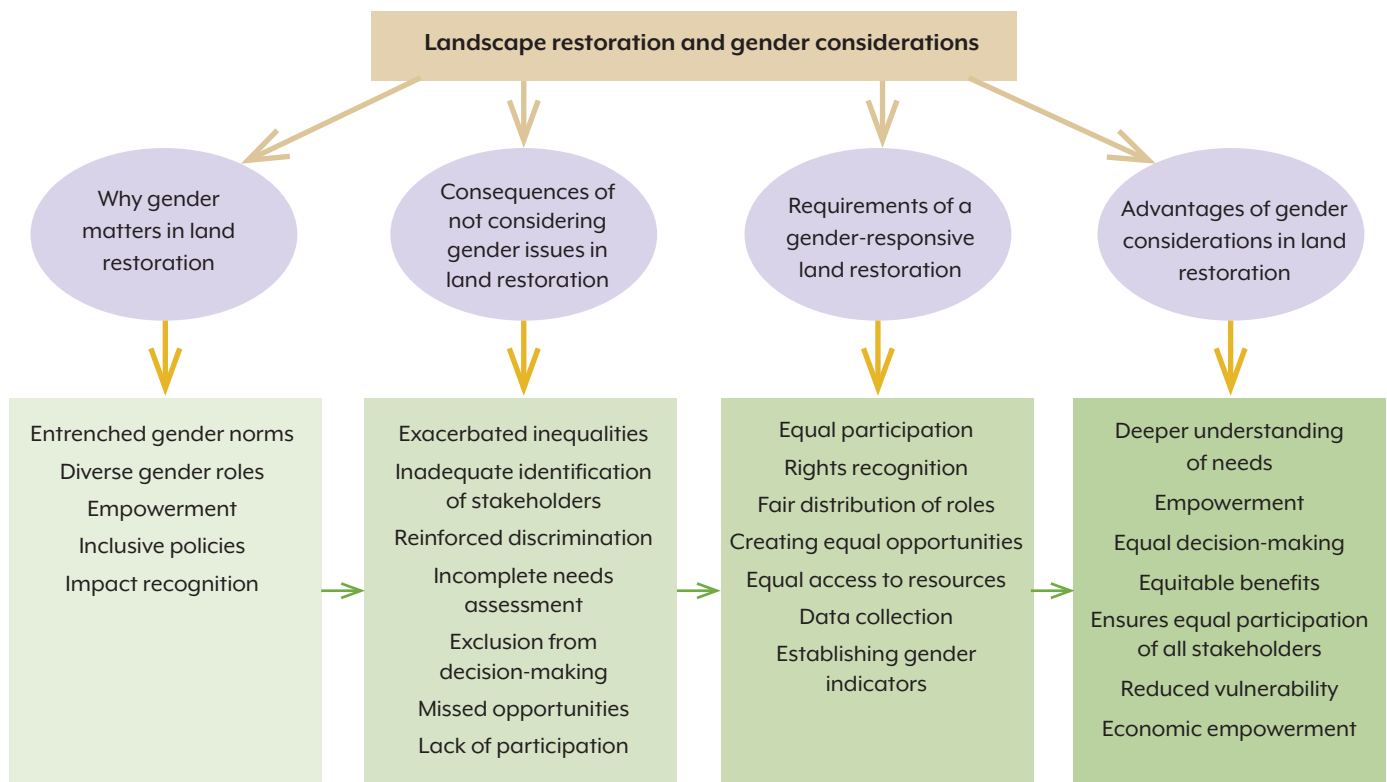 Landscape restoration and gender considerations
Why gender
matters in land
restoration
Consequences of
not considering
gender issues in
land restoration
Requirements of a
gender-responsive
land restoration
Advantages of gender
considerations in land
restoration
Entrenched gender norms
Diverse gender roles
Empowerment
Inclusive policies
Impact recognition
Exacerbated inequalities
Inadequate identification
of stakeholders
Reinforced discrimination
Incomplete needs
assessment
Exclusion from
decision-making
Missed opportunities
Lack of participation
Equal participation
Rights recognition
Fair distribution of roles
Creating equal opportunities
Equal access to resources
Data collection
Establishing gender
indicators
Deeper understanding
of needs
Empowerment
Equal decision-making
Equitable benefits
Ensures equal participation
of all stakeholders
Reduced vulnerability
Economic empowerment